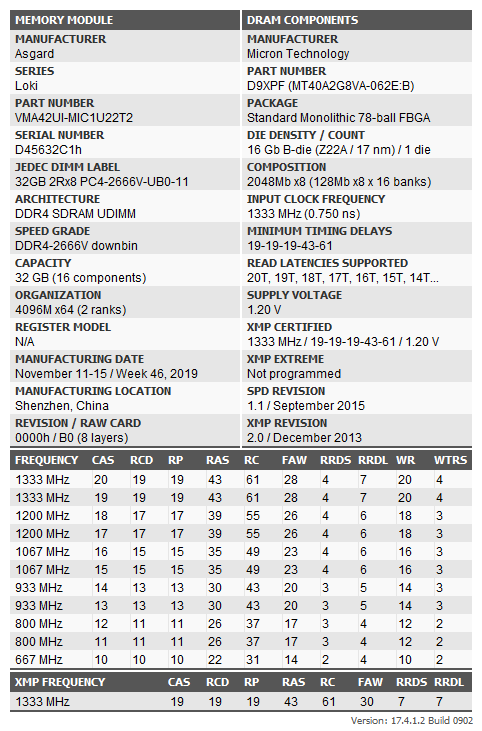 MEMORY MODULE
MANUFACTURER
Asgard
SERIES
Loki
PART NUMBER
VMA42UI-MIC1U22T2
SERIAL NUMBER
D45632C1h
JEDEC DIMM LABEL
32GB 2Rx8 PC4-2666V-UB0-11
ARCHITECTURE
DDR4 SDRAM UDIMM
SPEED GRADE
DDR4-2666V downbin
CAPACITY
32 GB (16 components)
ORGANIZATION
4096M x64 (2 ranks)
REGISTER MODEL
N/A
MANUFACTURING DATE
November 11-15 / Week 46, 2019
MANUFACTURING LOCATION
Shenzhen, China
REVISION / RAW CARD
0000h / B0 (8 layers)
DRAM COMPONENTS
MANUFACTURER
Micron Technology
PART NUMBER
D9XPF (MT40A2G8VA-062E:B)
PACKAGE
Standard Monolithic 78-ball FBGA
DIE DENSITY / COUNT
16 Gb B-die (Z22A / 17 nm) / 1 die
COMPOSITION
2048Mb x8 (128Mb x8 x 16 banks)
INPUT CLOCK FREQUENCY
1333 MHz (0.750 ns)
MINIMUM TIMING DELAYS
19-19-19-43-61
READ LATENCIES SUPPORTED
20T, 19T, 18T, 17T, 16T, 15T, 14T...
SUPPLY VOLTAGE
1.20 V
XMP CERTIFIED
1333 MHz / 19-19-19-43-61 / 1.20 V
XMP EXTREME
Not programmed
SPD REVISION
1.1 / September 2015
XMP REVISION
2.0 / December 2013
FREQUENCY CAS RCD RP RAS RC FAW RRDS RRDL WR WTRS
1333 MHz 20 19 19 43 61 28 4 7 20 4
1333 MHz 19 19 19 43 61 28 4 7 20 4
1200 MHz 18 17 17 39 55 26 4 6 18 3
1200 MHz 17 17 17 39 55 26 4 6 18 3
1067 MHz 16 15 15 35 49 23 4 6 16 3
1067 MHz 15 15 15 35 49 23 4 6 16 3
933 MHz 14 13 13 30 43 20 3 5 14 3
933 MHz 13 13 13 30 43 20 3 5 14 3
800 MHz 12 11 11 26 37 17 3 4 12 2
800 MHz 11 11 11 26 37 17 3 4 12 2
667 MHz 10 10 10 22 31 14 2 4 10 2
XMP FREQUENCY CAS RCD RP RAS RC FAW RRDS RRDL
1333 MHz 19 19 19 43 61 30 7 7
Version: 17.4.1.2 Build 0902